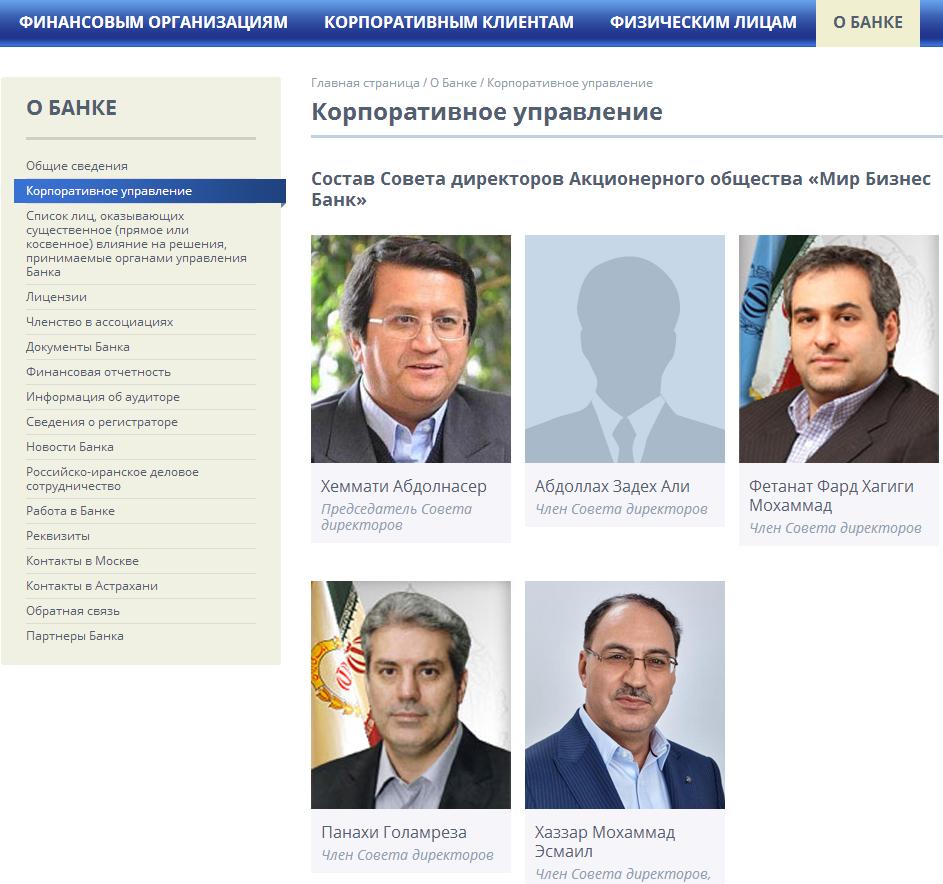 ФИНАНСОВЫМ ОРГАНИЗАЦИЯМ КОРПОРАТИВНЫМ КЛИЕНТАМ ФИЗИЧЕСКИМ ЛИЦАМ О БАНКЕ
О БАНКЕ
Общие сведения
Корпоративное управление
Список лиц, оказывающих
существенное (прямое или
косвенное) влияние на решения,
принимаемые органами управления
Банка
Лицензии
Членство в ассоциациях
Документы Банка
Финансовая отчетность
Информация об аудиторе
Сведения о регистраторе
Новости Банка
Российско-иранское деловое
сотрудничество
Работа в Банке
Реквизиты
Контакты в Москве
Контакты в Астрахани
Обратная связь
Партнеры Банка
Главная страница / О Банке / Корпоративное управление
Корпоративное управление
Состав Совета директоров Акционерного общества «Мир Бизнес
Банк»
Хеммати Абдолнасер
Председатель Совета
директоров
Абдоллах Задех Али
Член Совета директоров
Фетанат Фард Хагиги
Мохаммад
Член Совета директоров
Панахи Голамреза
Член Совета директоров
Хаззар Мохаммад
Эсмаил
Член Совета директоров,